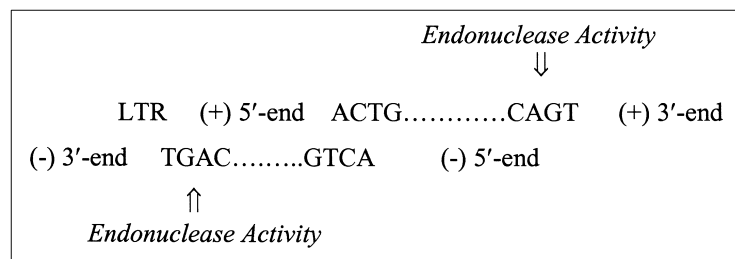 Endonuclease Activity
⇓
LTR (+) 5′-end ACTG…………CAGT (+) 3′-end
(-) 3′-end TGAC…..….GTCA (-) 5′-end
⇑
Endonuclease Activity